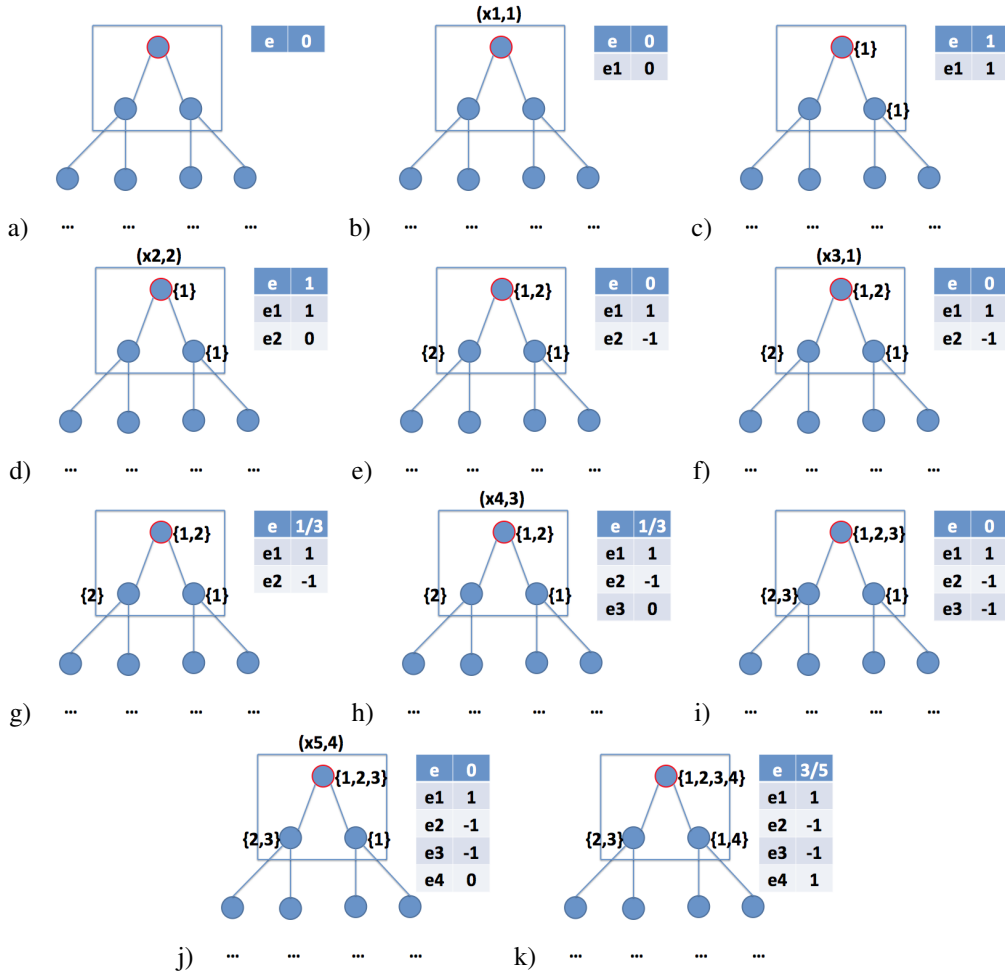 e 0
a) ... ... ... ...
(x1,1)
e 0
e1 0
b) ... ... ... ...
{1}
{1}
e 1
e1 1
c) ... ... ... ...
(x2,2)
{1}
{1}
e 1
e1 1
e2 0
d) ... ... ... ...
{1,2}
{2} {1}
e 0
e1 1
e2 -1
e) ... ... ... ...
(x3,1)
{1,2}
{2} {1}
e 0
e1 1
e2 -1
f) ... ... ... ...
{1,2}
{2} {1}
e 1/3
e1 1
e2 -1
g) ... ... ... ...
(x4,3)
{1,2}
{2} {1}
e 1/3
e1 1
e2 -1
e3 0
h) ... ... ... ...
{1,2,3}
{2,3} {1}
e 0
e1 1
e2 -1
e3 -1
i) ... ... ... ...
(x5,4)
{1,2,3}
{2,3} {1}
e 0
e1 1
e2 -1
e3 -1
e4 0
j) ... ... ... ...
{1,2,3,4}
{2,3} {1,4}
e 3/5
e1 1
e2 -1
e3 -1
e4 1
k) ... ... ... ...